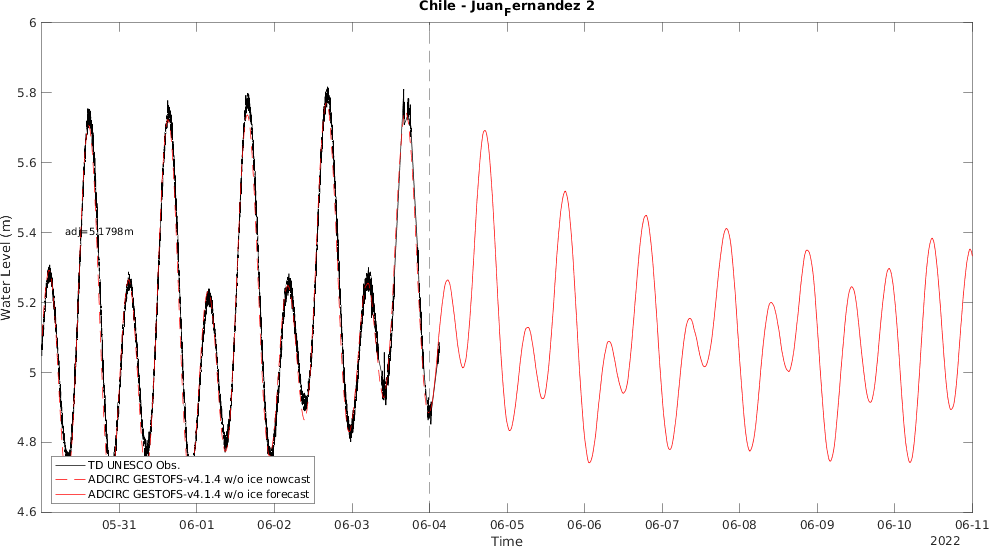 Chile - Juan_Fernandez 2
Water Level (m)
6
5.8
5.6
5.4
5.2
5
4.8
4.6
adj=5.1798m
TD UNESCO Obs.
ADCIRC GESTOFS-v4.1.4 w/o ice nowcast
ADCIRC GESTOFS-v4.1.4 w/o ice forecast
05-31 06-01 06-02 06-03 06-04 06-05 06-06 06-07 06-08 06-09 06-10 06-11
Time
2022